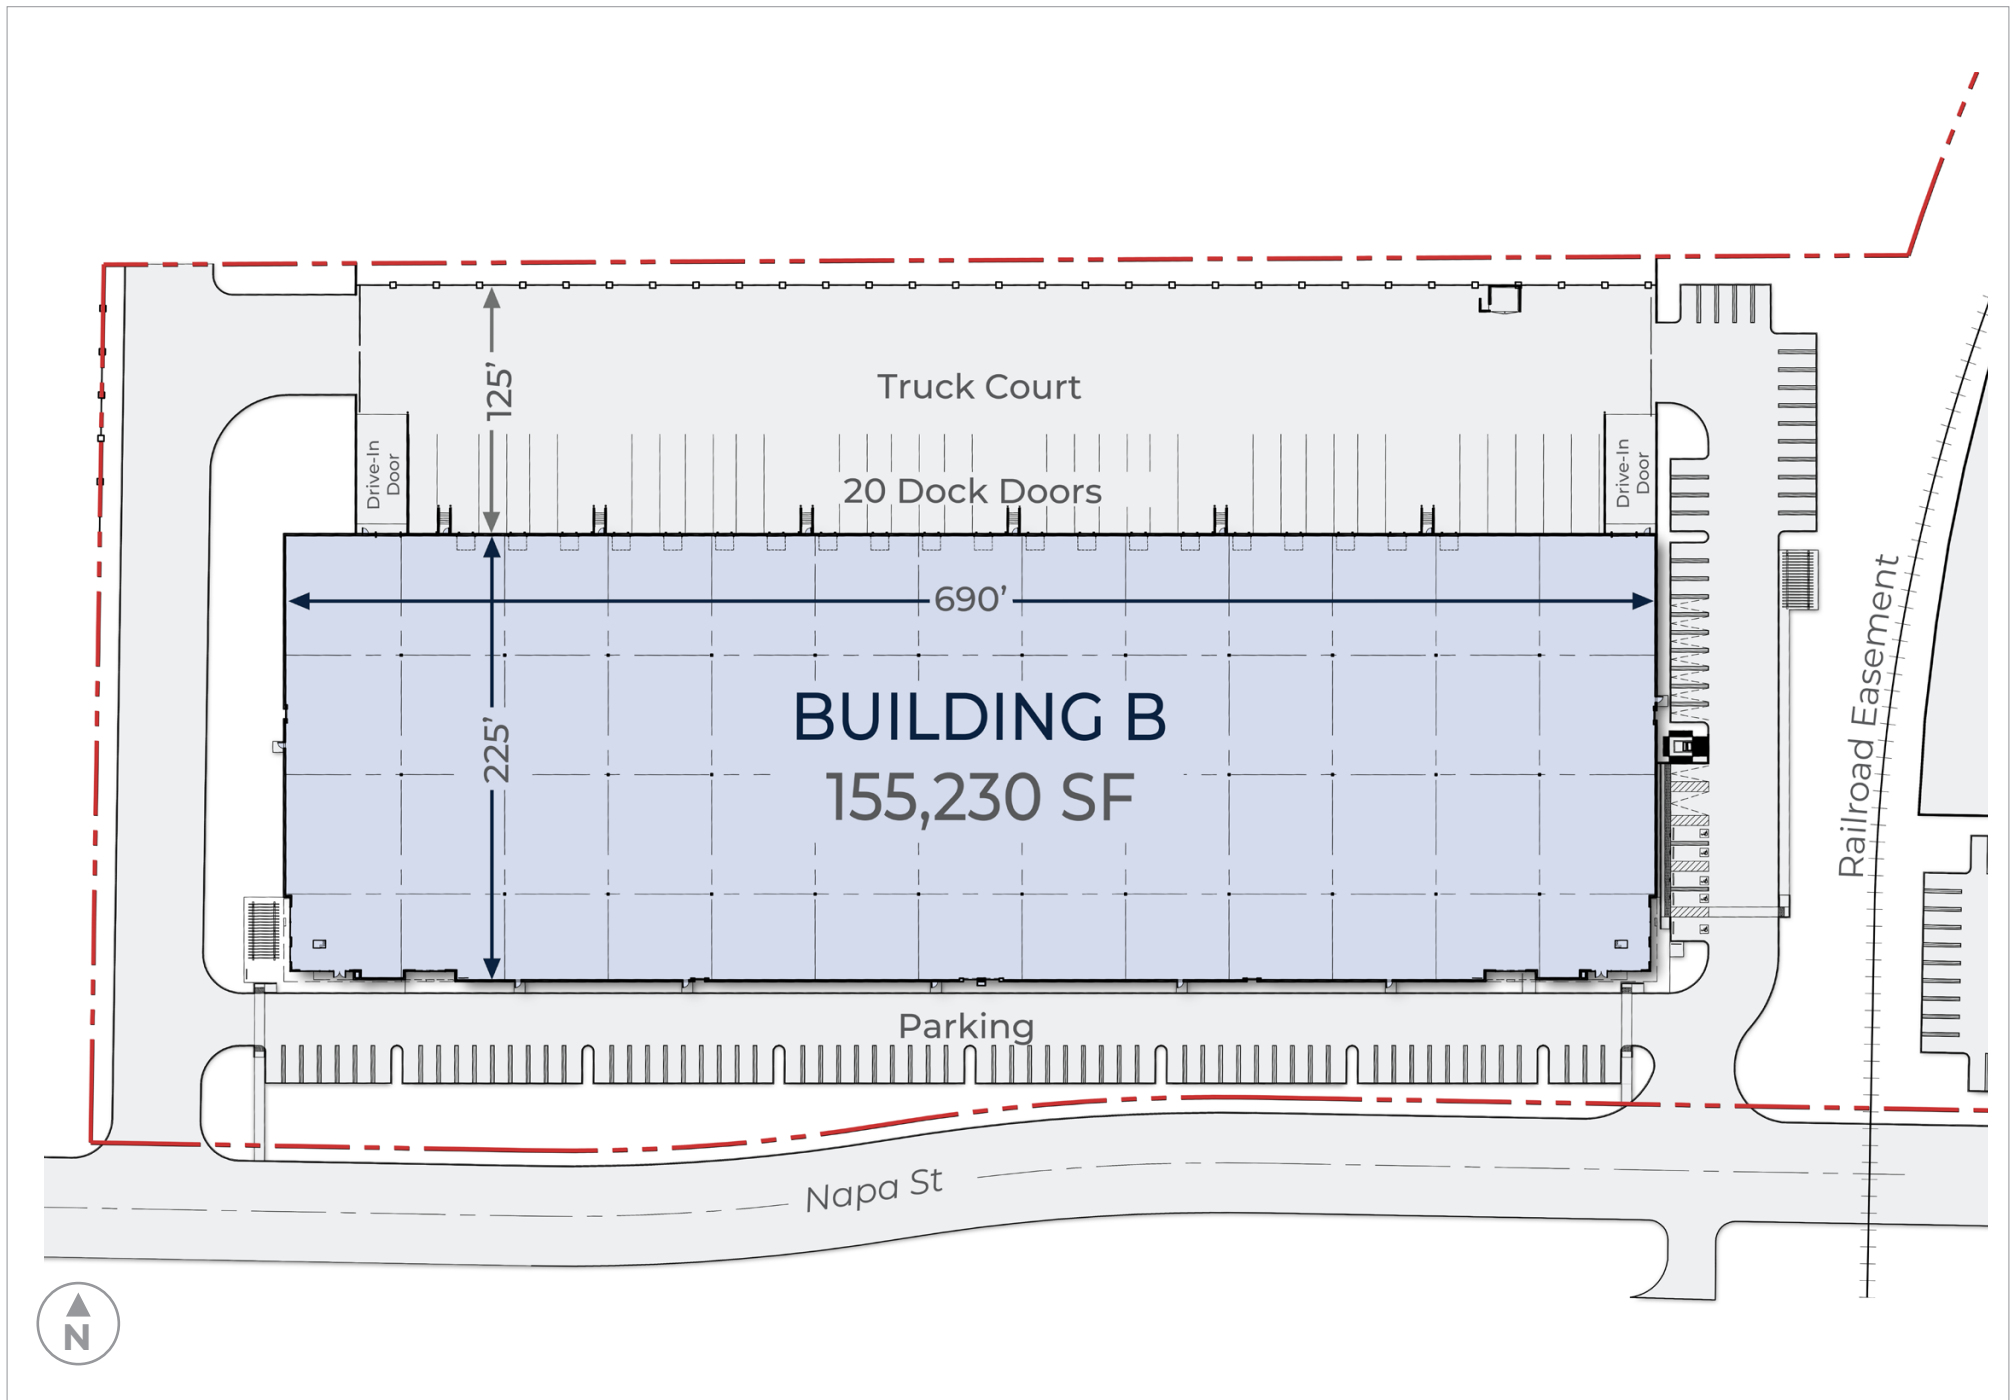 125’
Truck Court
Drive-In
Door
20 Dock Doors
Drive-In
Door
690’
225’
BUILDING B
155,230 SF
Railroad Easement
Parking
Napa St
N